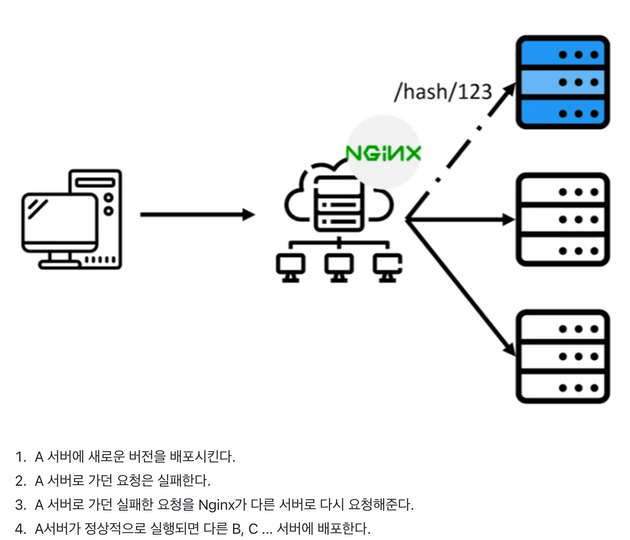 /hash/123
NGiNX
1. A 서버에 새로운 버전을 배포시킨다.
2. A 서버로 가던 요청은 실패한다.
3. A 서버로 가던 실패한 요청을 Nginx가 다른 서버로 다시 요청해준다.
4. A서버가 정상적으로 실행되면 다른 B, C ... 서버에 배포한다.